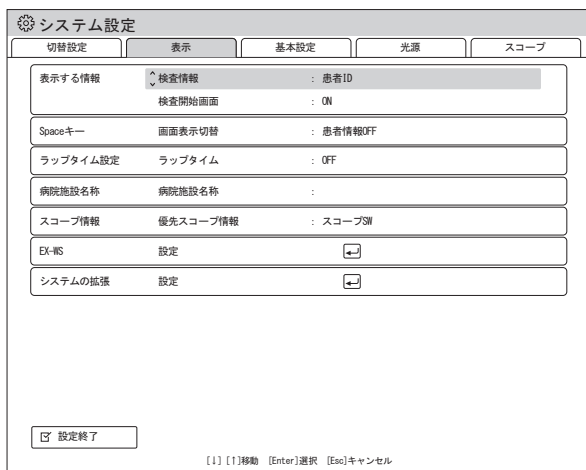 システム設定
切替設定 表示 基本設定 光源 スコープ
表示する情報 検査情報 : 患者ID
検査開始画面 : ON
Spaceキー 画面表示切替 : 患者情報OFF
ラップタイム設定 ラップタイム : OFF
病院施設名称 病院施設名称 :
スコープ情報 優先スコープ情報 : スコープSW
EX-WS 設定
システムの拡張 設定
設定終了
[↓] [↑]移動 [Enter]選択 [Esc]キャンセル